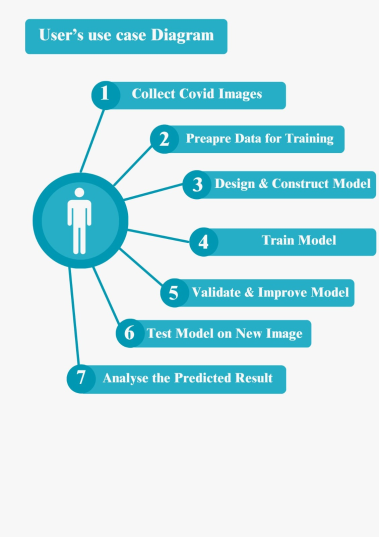 User's use case Diagram
1 Collect Covid Images
2 Preapre Data for Training
3 Design & Construct Model
4 Train Model
5 Validate & Improve Model
6 Test Model on New Image
7 Analyse the Predicted Result